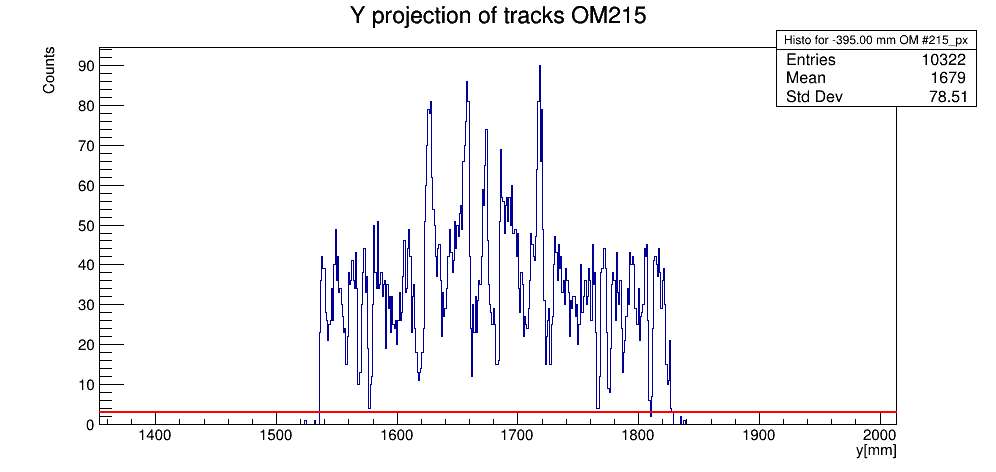 Y projection of tracks OM215
Histo for -395.00 mm OM #215_px
Entries 10322
Mean 1679
Std Dev 78.51
Counts
90
80
70
60
50
40
30
20
10
0
1400 1500 1600 1700 1800 1900 2000
y[mm]